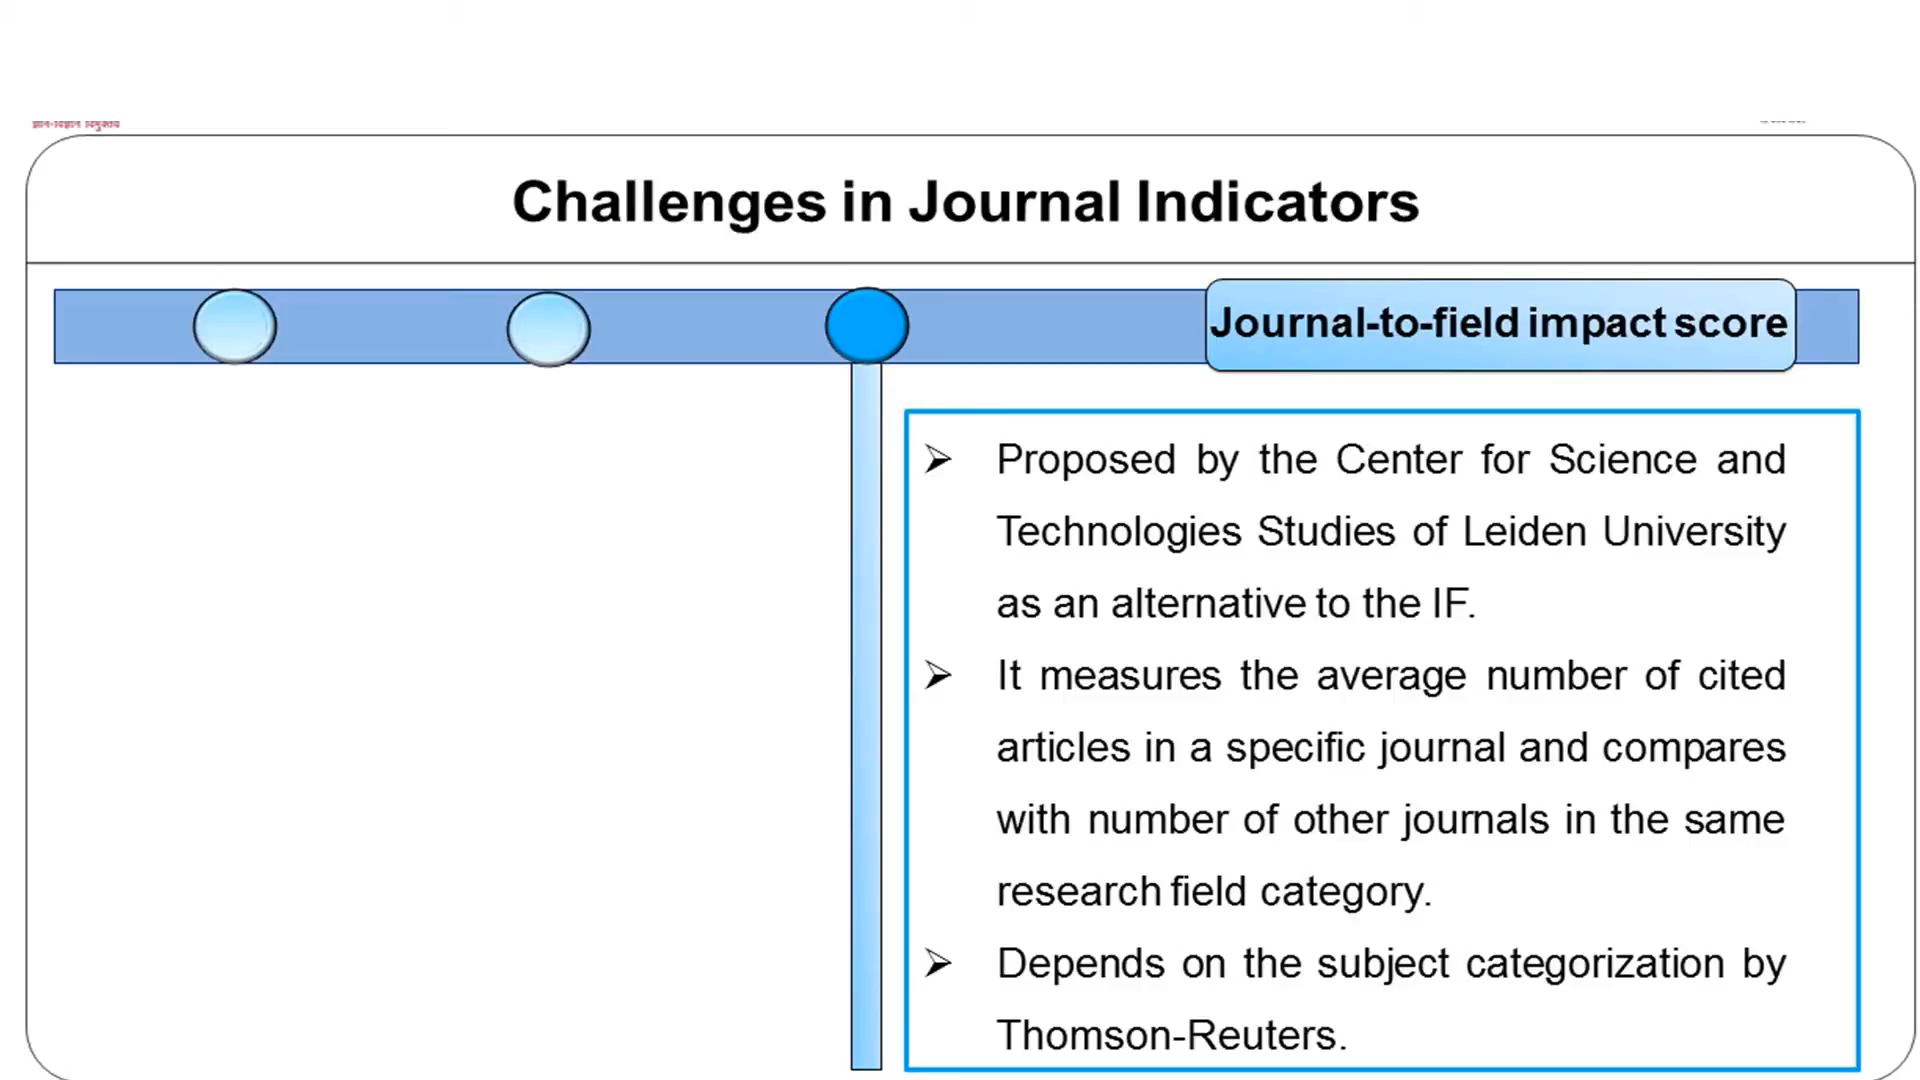 ज्ञान-विज्ञान विमुक्तये
Challenges in Journal Indicators
Journal-to-field impact score
➢ Proposed by the Center for Science and
Technologies Studies of Leiden University
as an alternative to the IF.
➢ It measures the average number of cited
articles in a specific journal and compares
with number of other journals in the same
research field category.
➢ Depends on the subject categorization by
Thomson-Reuters.